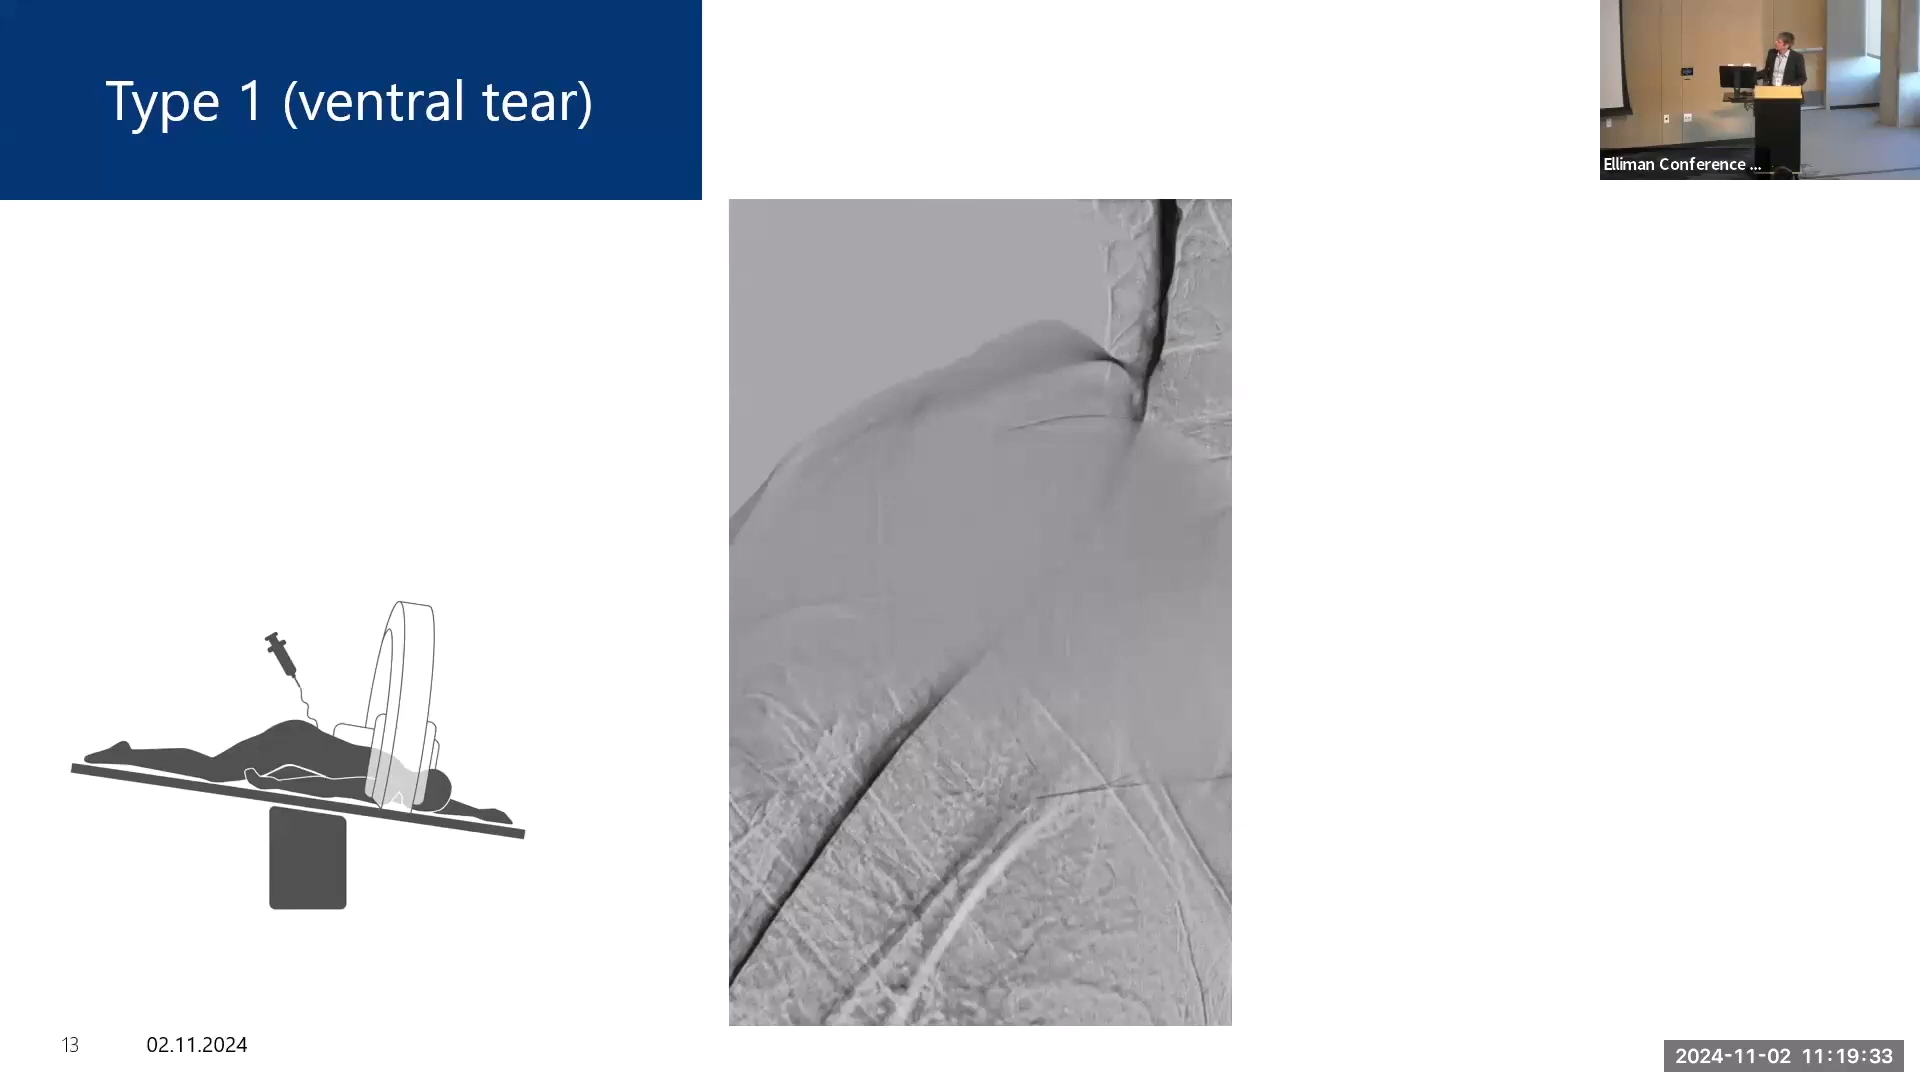 Type 1 (ventral tear)
Elliman Conference ...
13
02.11.2024
2024-11-02 11:19:33